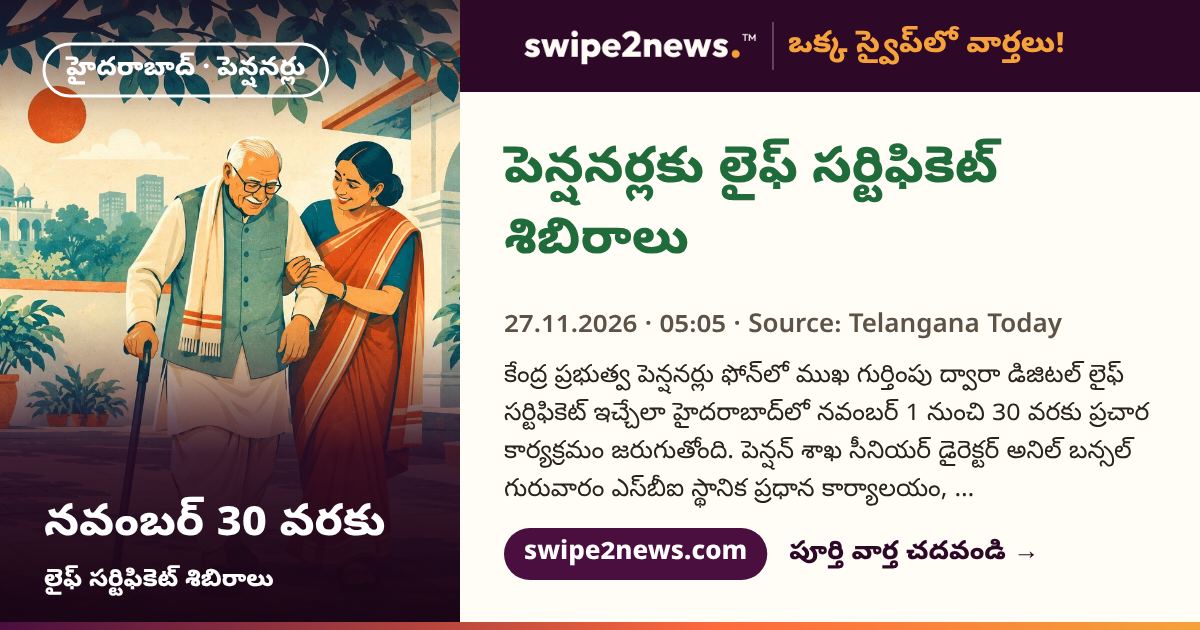 హైదరాబాద్ · పెన్షనర్లు
నవంబర్ 30 వరకు
లైఫ్ సర్టిఫికెట్ శిబిరాలు
swipe2news.™
ఒక్క స్వైప్‌లో వార్తలు!
పెన్షనర్లకు లైఫ్ సర్టిఫికెట్
శిబిరాలు
27.11.2026 · 05:05 · Source: Telangana Today
కేంద్ర ప్రభుత్వ పెన్షనర్లు ఫోన్‌లో ముఖ గుర్తింపు ద్వారా డిజిటల్ లైఫ్
సర్టిఫికెట్ ఇచ్చేలా హైదరాబాద్‌లో నవంబర్ 1 నుంచి 30 వరకు ప్రచార
కార్యక్రమం జరుగుతోంది. పెన్షన్ శాఖ సీనియర్ డైరెక్టర్ అనిల్ బన్సల్
గురువారం ఎస్‌బీఐ స్థానిక ప్రధాన కార్యాలయం, ...
swipe2news.com
పూర్తి వార్త చదవండి →